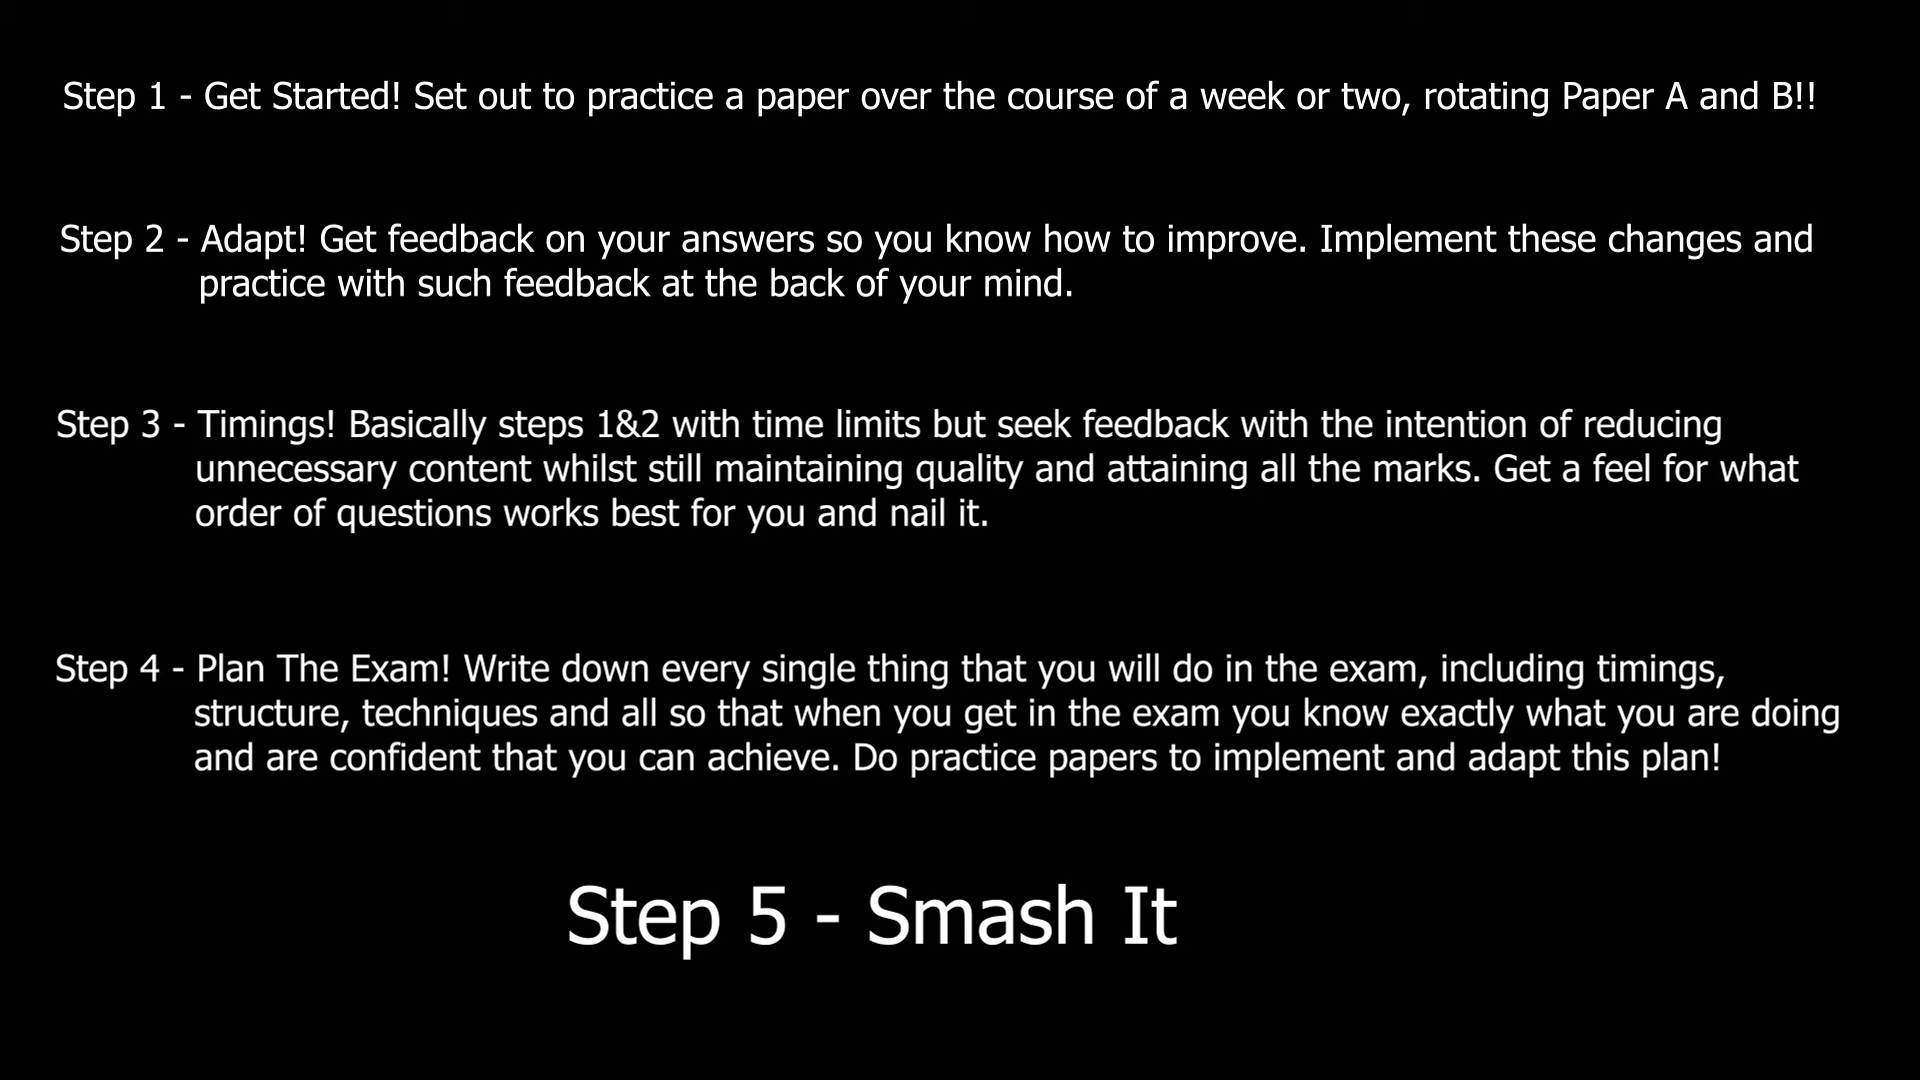 Step 1 - Get Started! Set out to practice a paper over the course of a week or two, rotating Paper A and B!!
Step 2 - Adapt! Get feedback on your answers so you know how to improve. Implement these changes and
practice with such feedback at the back of your mind.
Step 3 - Timings! Basically steps 1&2 with time limits but seek feedback with the intention of reducing
unnecessary content whilst still maintaining quality and attaining all the marks. Get a feel for what
order of questions works best for you and nail it.
Step 4 - Plan The Exam! Write down every single thing that you will do in the exam, including timings,
structure, techniques and all so that when you get in the exam you know exactly what you are doing
and are confident that you can achieve. Do practice papers to implement and adapt this plan!
Step 5 - Smash It